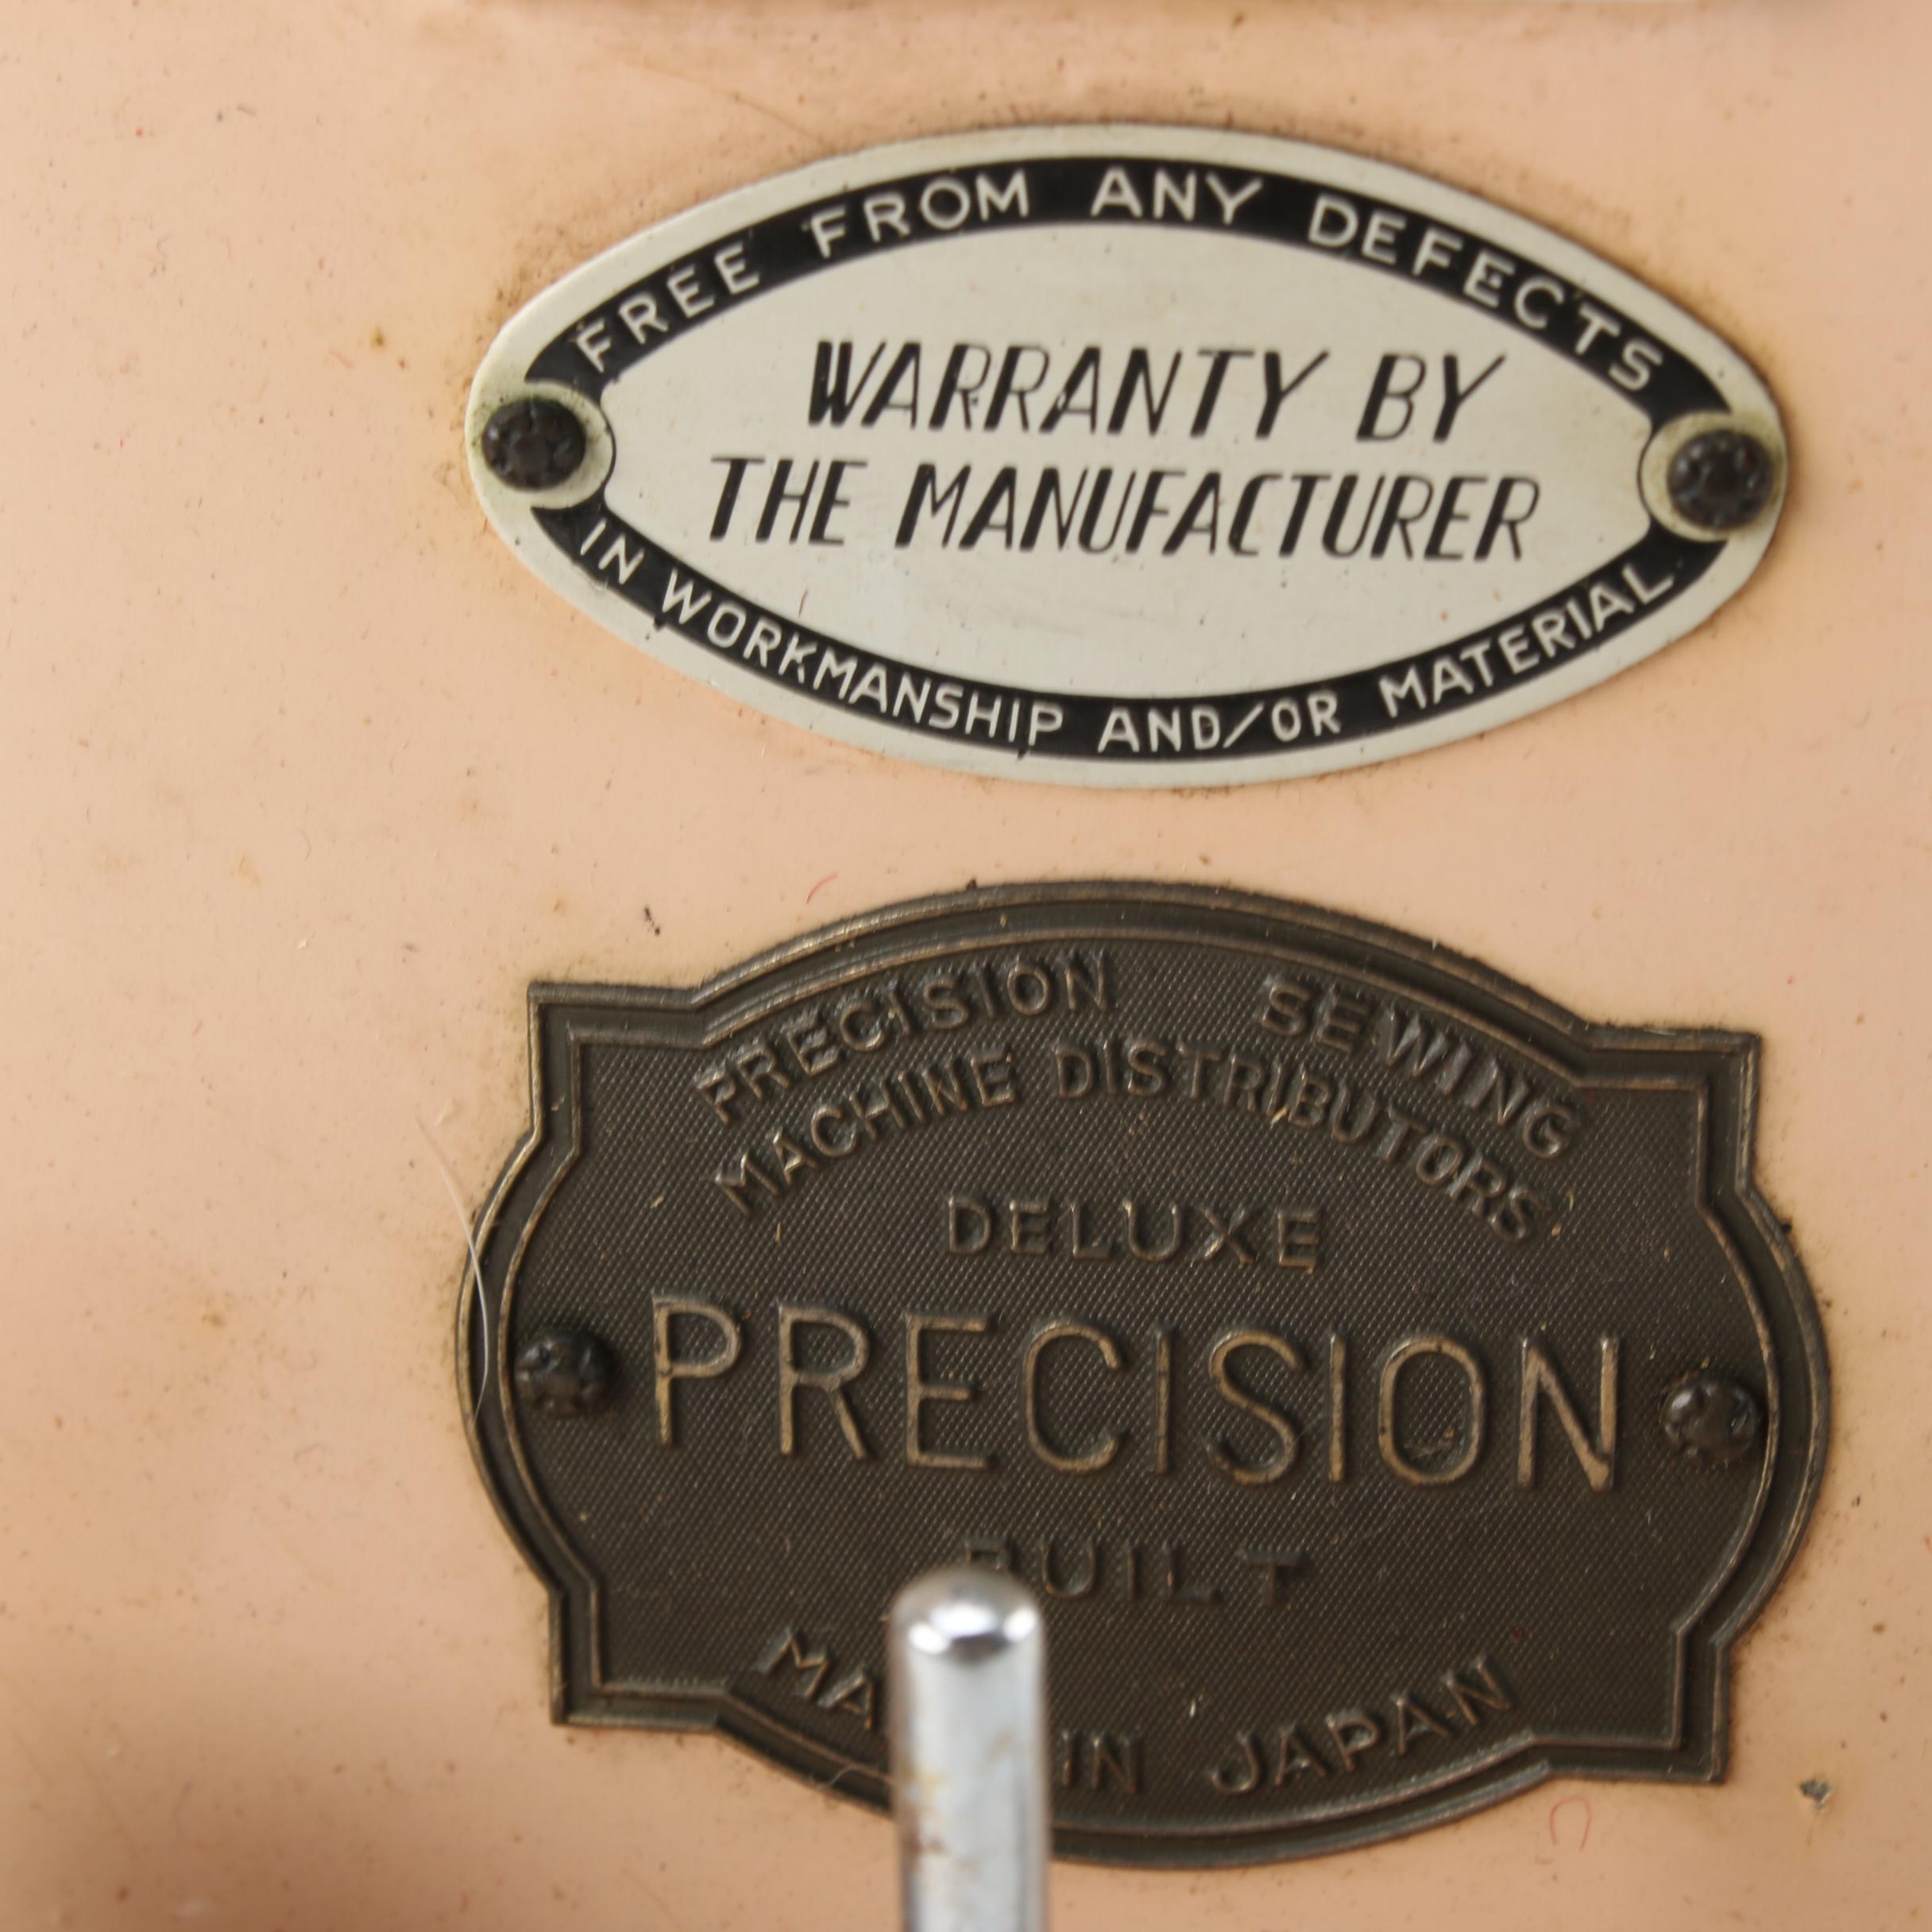 FREE FROM ANY DEFECTS
WARRANTY BY
THE MANUFACTURER
IN WORKMANSHIP AND/OR MATERIAL
PRECISION SEWING
MACHINE DISTRIBUTORS
DELUXE
PRECISION
BUILT
IN JAPAN